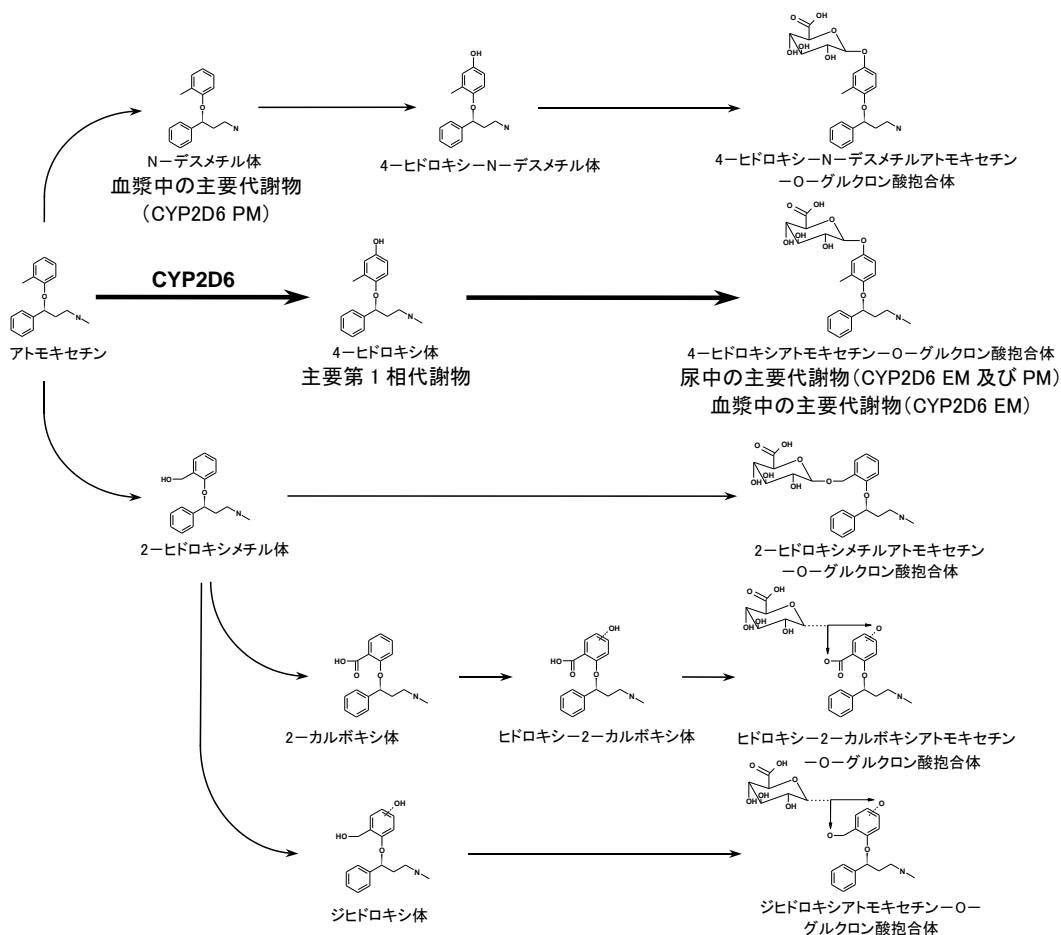 N-デスメチル体
血漿中の主要代謝物
(CYP2D6 PM)
4-ヒドロキシ-N-デスメチル体
4-ヒドロキシ-N-デスメチルアトモキセチン
-O-グルクロン酸抱合体
アトモキセチン
CYP2D6
4-ヒドロキシ体
主要第1相代謝物
4-ヒドロキシアトモキセチン-O-グルクロン酸抱合体
尿中の主要代謝物(CYP2D6 EM 及び PM)
血漿中の主要代謝物(CYP2D6 EM)
2-ヒドロキシメチル体
2-ヒドロキシメチルアトモキセチン
-O-グルクロン酸抱合体
2-カルボキシ体
ヒドロキシ-2-カルボキシ体
ヒドロキシ-2-カルボキシアトモキセチン
-O-グルクロン酸抱合体
ジヒドロキシ体
ジヒドロキシアトモキセチン-O-
グルクロン酸抱合体